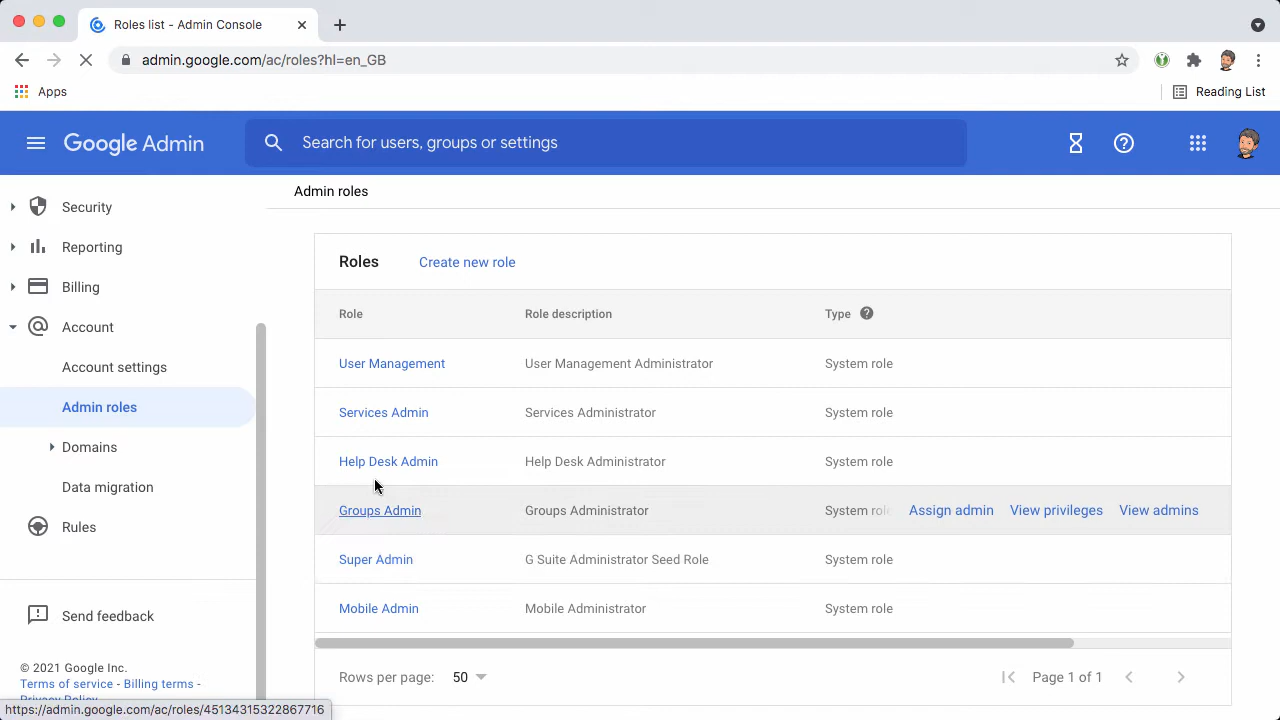 Roles list - Admin Console
admin.google.com/ac/roles?hl=en_GB
Apps
Reading List
Google Admin
Search for users, groups or settings
Admin roles
Security
Reporting
Billing
Account
Account settings
Admin roles
Domains
Data migration
Rules
Send feedback
© 2021 Google Inc.
Terms of service - Billing terms -
Privacy Policy
https://admin.google.com/ac/roles/45134315322867716
Roles Create new role
Role Role description Type
User Management User Management Administrator System role
Services Admin Services Administrator System role
Help Desk Admin Help Desk Administrator System role
Groups Admin Groups Administrator System role Assign admin View privileges View admins
Super Admin G Suite Administrator Seed Role System role
Mobile Admin Mobile Administrator System role
Rows per page: 50 Page 1 of 1